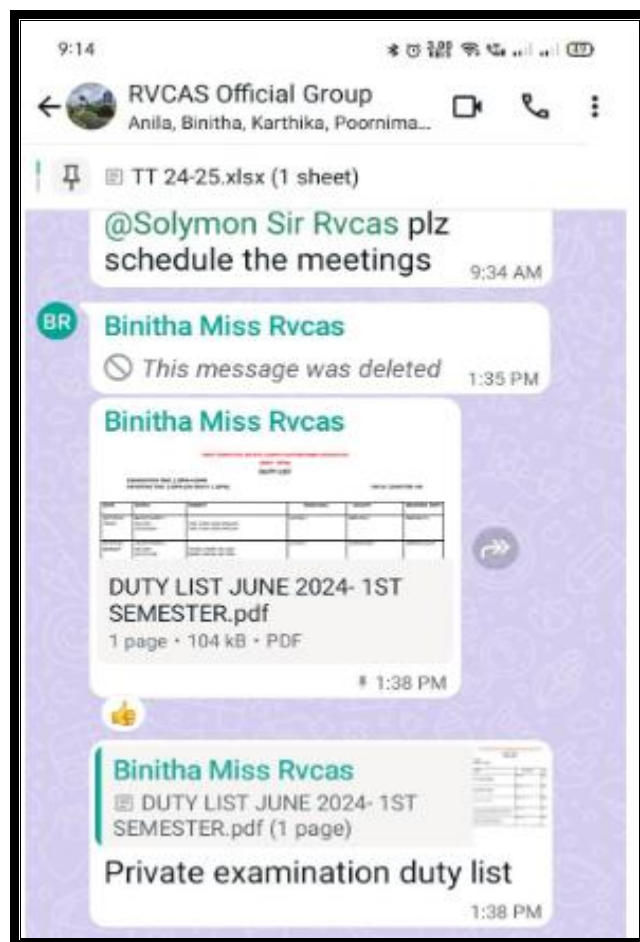 9:14
49
RVCAS Official Group
Anila, Binitha, Karthika, Poornima...
TT 24-25.xlsx (1 sheet)
@Solymon Sir Rvcas plz
schedule the meetings
9:34 AM
BR
Binitha Miss Rvcas
This message was deleted
1:35 PM
Binitha Miss Rvcas
DUTY LIST JUNE 2024- 1ST
SEMESTER.pdf
1 page • 104 kB • PDF
1:38 PM
Binitha Miss Rvcas
DUTY LIST JUNE 2024- 1ST
SEMESTER.pdf (1 page)
Private examination duty list
1:38 PM